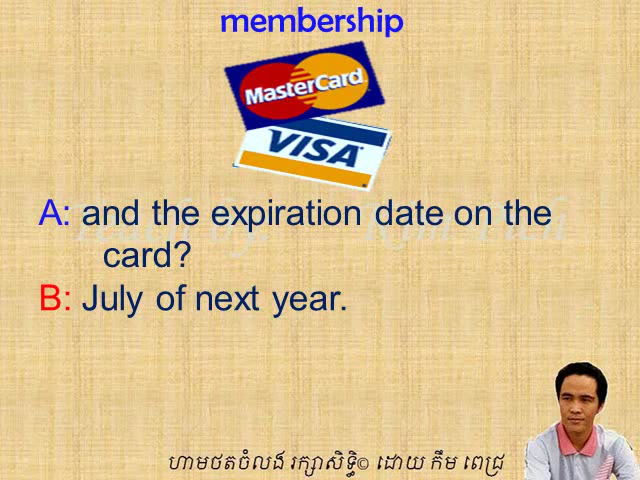 membership
MasterCard
VISA
A: and the expiration date on the
card?
B: July of next year.
ហាមថតចំលង រក្សាសិទ្ធិ© ដោយ កឹម ពេជ្រ